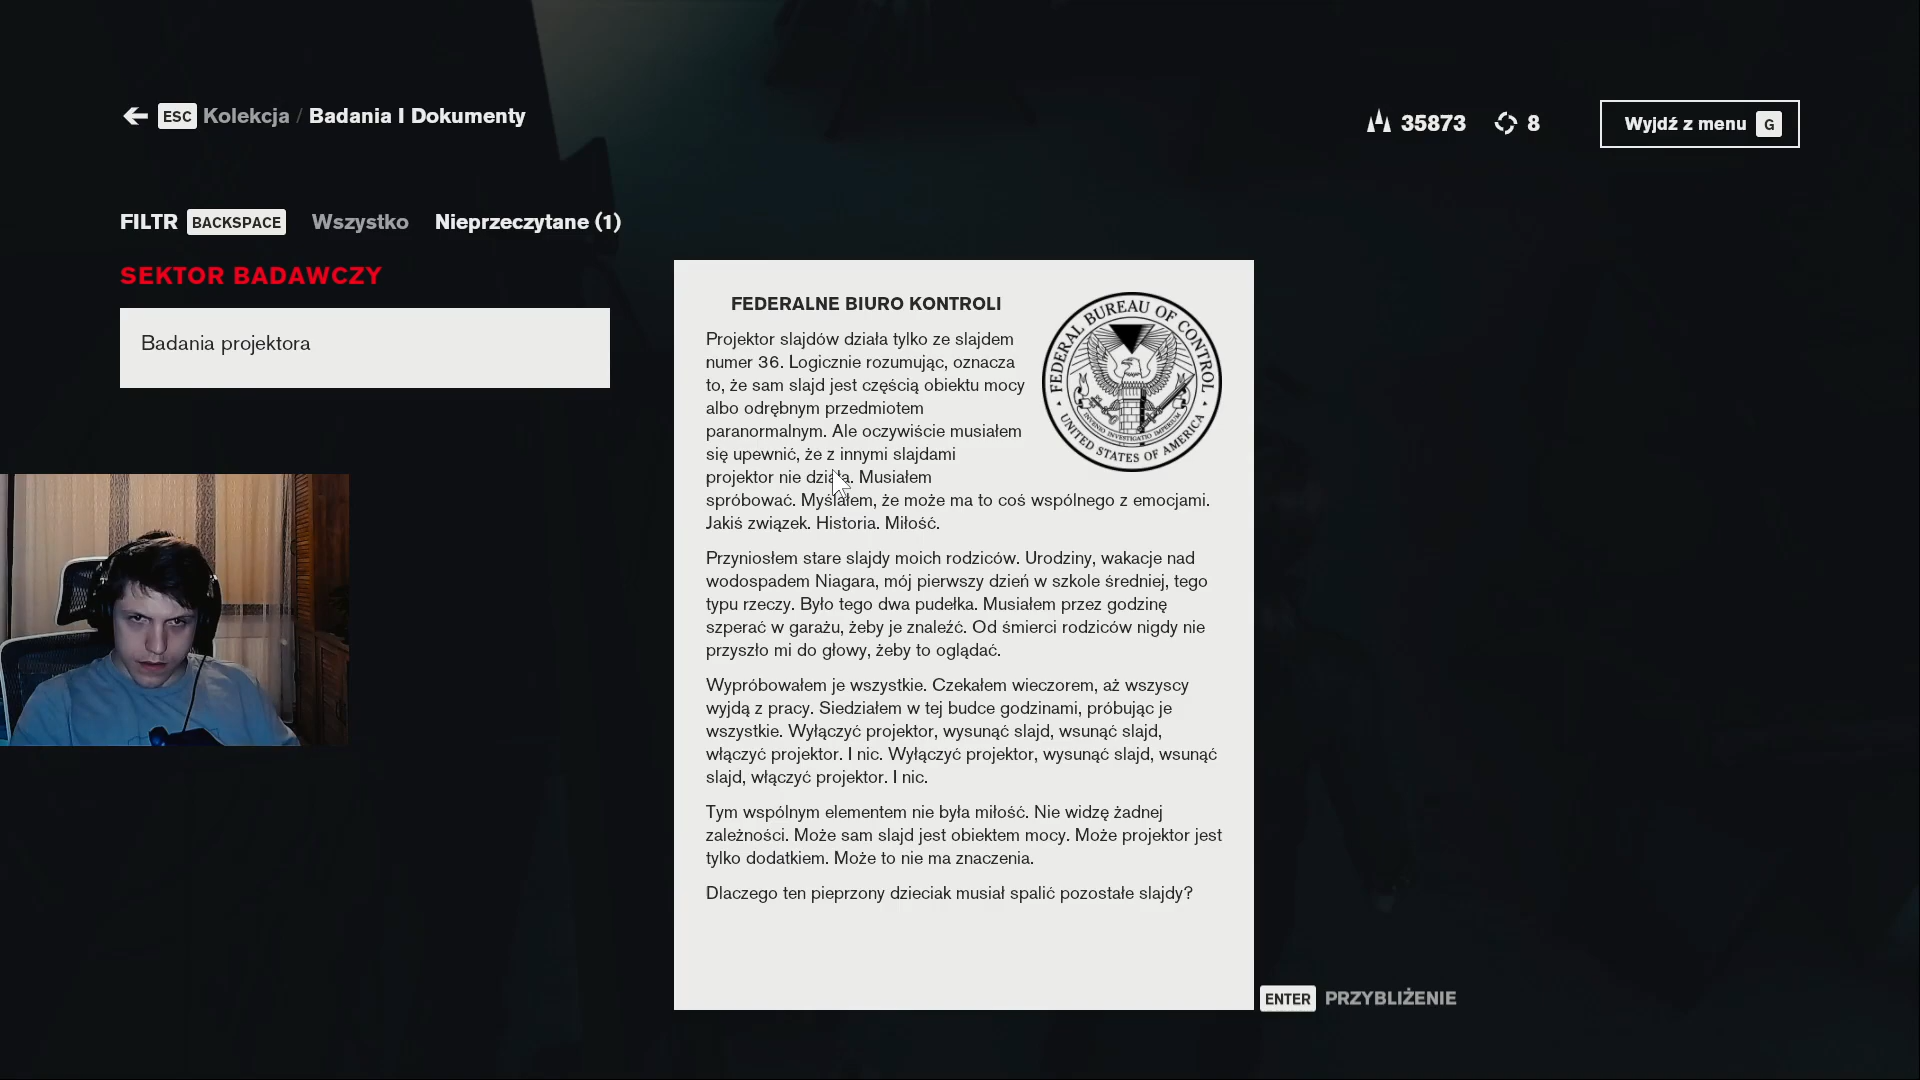 ESC Kolekcja / Badania I Dokumenty
35873 8
Wyjdź z menu G
FILTR BACKSPACE Wszystko Nieprzeczytane (1)
SEKTOR BADAWCZY
Badania projektora
FEDERALNE BIURO KONTROLI
Projektor slajdów działa tylko ze slajdem
numer 36. Logicznie rozumując, oznacza
to, że sam slajd jest częścią obiektu mocy
albo odrębnym przedmiotem
paranormalnym. Ale oczywiście musiałem
się upewnić, że z innymi slajdami
projektor nie działa. Musiałem
spróbować. Myślałem, że może ma to coś wspólnego z emocjami.
Jakiś związek. Historia. Miłość.
Przyniosłem stare slajdy moich rodziców. Urodziny, wakacje nad
wodospadem Niagara, mój pierwszy dzień w szkole średniej, tego
typu rzeczy. Było tego dwa pudełka. Musiałem przez godzinę
szperać w garażu, żeby je znaleźć. Od śmierci rodziców nigdy nie
przyszło mi do głowy, żeby to oglądać.
Wypróbowałem je wszystkie. Czekałem wieczorem, aż wszyscy
wyjdą z pracy. Siedziałem w tej budce godzinami, próbując je
wszystkie. Wyłączyć projektor, wysunąć slajd, wsunąć slajd,
włączyć projektor. I nic. Wyłączyć projektor, wysunąć slajd, wsunąć
slajd, włączyć projektor. I nic.
Tym wspólnym elementem nie była miłość. Nie widzę żadnej
zależności. Może sam slajd jest obiektem mocy. Może projektor jest
tylko dodatkiem. Może to nie ma znaczenia.
Dlaczego ten pieprzony dzieciak musiał spalić pozostałe slajdy?
FEDERAL BUREAU OF CONTROL
INVENIO INVESTIGATIO IMPERIUM
UNITED STATES OF AMERICA
ENTER PRZYBLIŻENIE